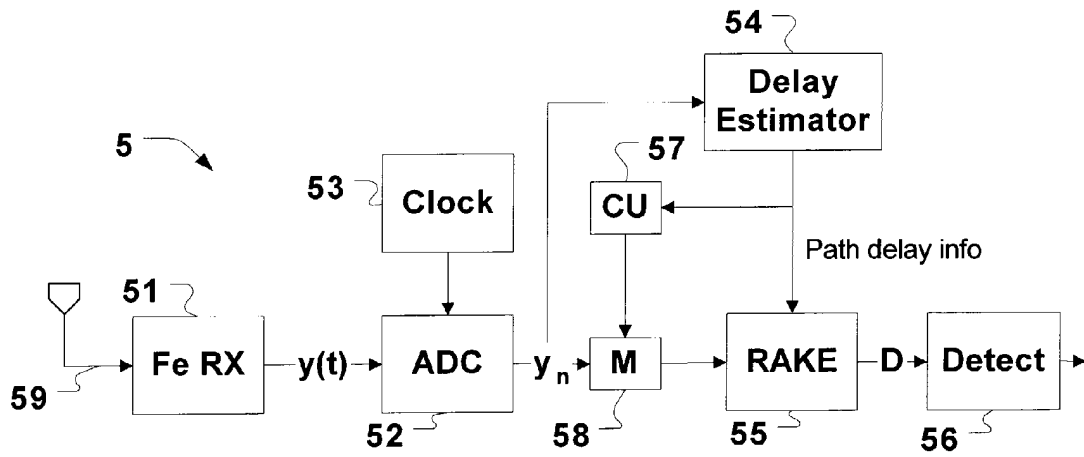 54
Delay
Estimator
5
53
Clock
57
CU
Path delay info
51
Fe RX
y(t)
ADC
yn
M
RAKE
D
Detect
59
52
58
55
56